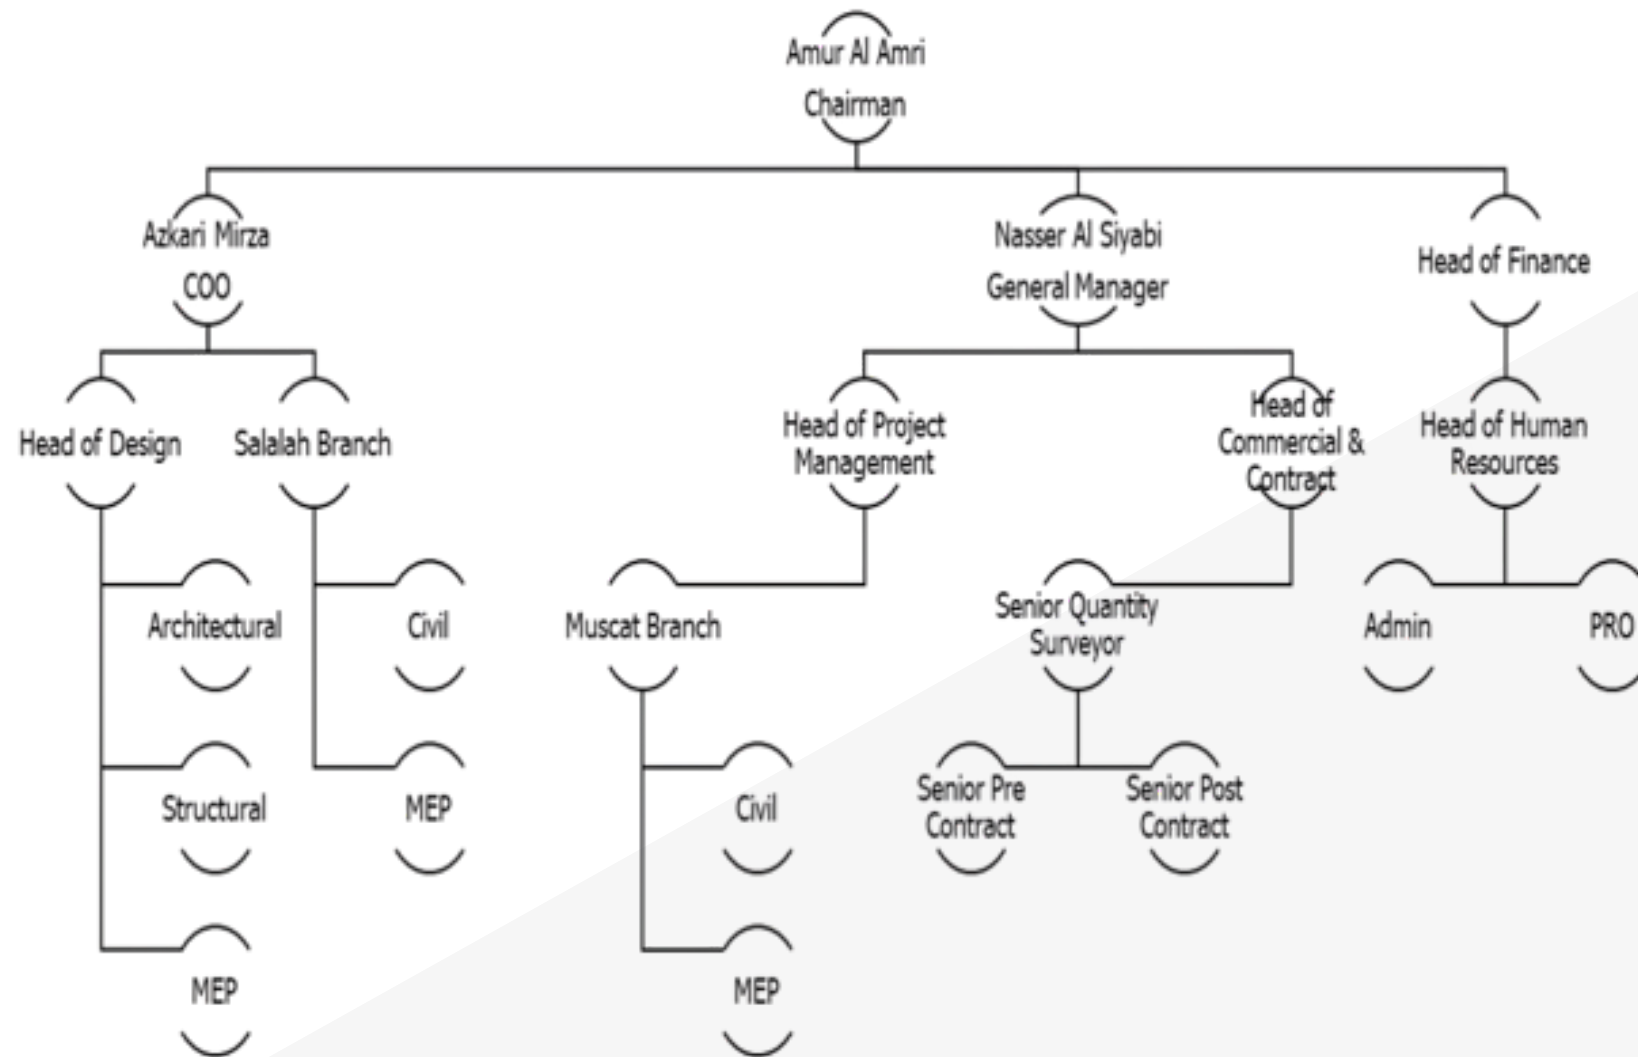 Amur Al Amri
Chairman
Azkari Mirza
COO
Nasser Al Siyabi
General Manager
Head of Finance
Head of Design
Salalah Branch
Head of Project
Management
Head of
Commercial &
Contract
Head of Human
Resources
Architectural
Civil
Muscat Branch
Senior Quantity
Surveyor
Admin
PRO
Structural
MEP
Civil
Senior Pre
Contract
Senior Post
Contract
MEP
MEP